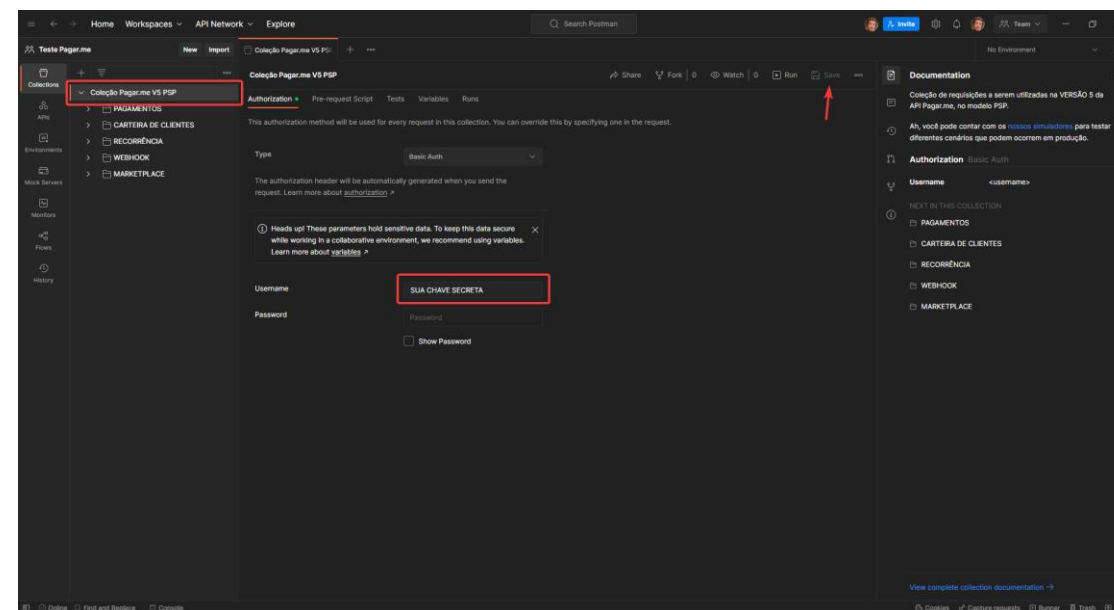 Home Workspaces API Network Explore
Search Postman
Invite
Team
Teste Pagar.me
New Import
Coleção Pagar.me V5 PSP
No Environment
Collections
APIs
Environments
Mock Servers
Monitors
Flows
History
Coleção Pagar.me V5 PSP
PAGAMENTOS
CARTEIRA DE CLIENTES
RECORRÊNCIA
WEBHOOK
MARKETPLACE
Coleção Pagar.me V5 PSP
Share Fork 0 Watch 0 Run Save
Authorization Pre-request Script Tests Variables Runs
This authorization method will be used for every request in this collection. You can override this by specifying one in the request.
Type
Basic Auth
The authorization header will be automatically generated when you send the
request. Learn more about authorization ↗
Heads up! These parameters hold sensitive data. To keep this data secure
while working in a collaborative environment, we recommend using variables.
Learn more about variables ↗
Username
SUA CHAVE SECRETA
Password
Password
Show Password
Documentation
Coleção de requisições a serem utilizadas na VERSÃO 5 da
API Pagar.me, no modelo PSP.
Ah, você pode contar com os nossos simuladores para testar
diferentes cenários que podem ocorrem em produção.
Authorization Basic Auth
Username <username>
NEXT IN THIS COLLECTION
PAGAMENTOS
CARTEIRA DE CLIENTES
RECORRÊNCIA
WEBHOOK
MARKETPLACE
View complete collection documentation →
Online Find and Replace Console
Cookies Capture requests Runner Trash